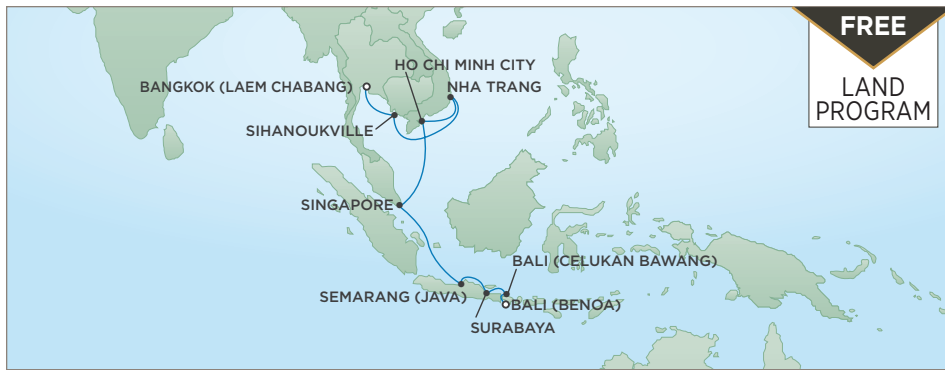 FREE
LAND
PROGRAM
HO CHI MINH CITY
BANGKOK (LAEM CHABANG)
NHA TRANG
SIHANOUKVILLE
SINGAPORE
BALI (CELUKAN BAWANG)
SEMARANG (JAVA)
BALI (BENOA)
SURABAYA